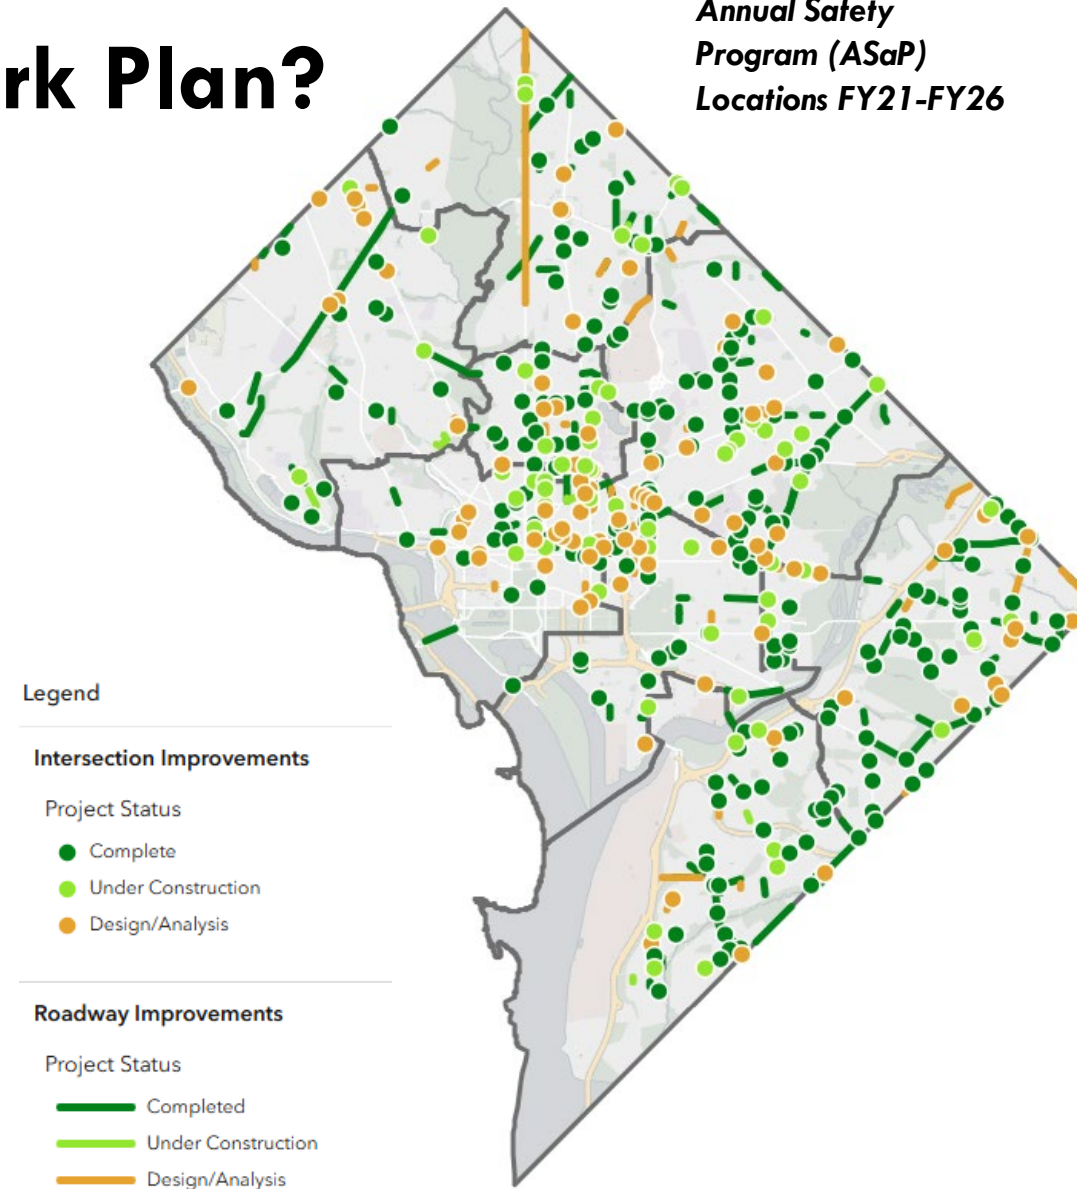 rk Plan?
Annual Safety
Program (ASaP)
Locations FY21-FY26
Legend
Intersection Improvements
Project Status
Complete
Under Construction
Design/Analysis
Roadway Improvements
Project Status
Completed
Under Construction
Design/Analysis